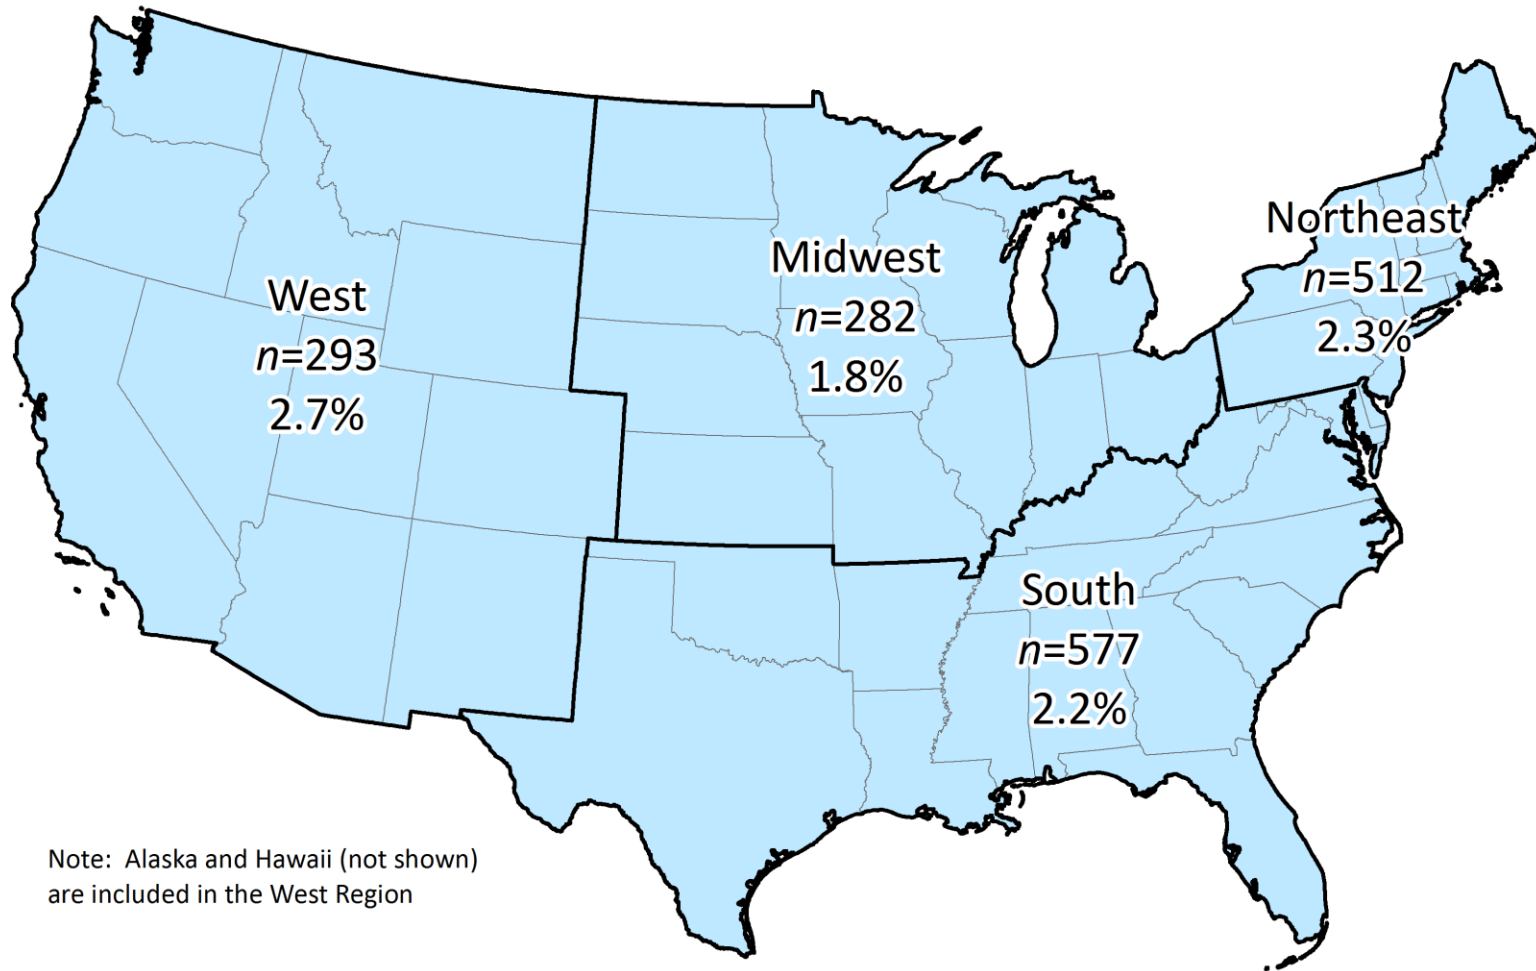 West
n=293
2.7%
Midwest
n=282
1.8%
Northeast
n=512
2.3%
South
n=577
2.2%
Note:  Alaska and Hawaii (not shown)
are included in the West Region